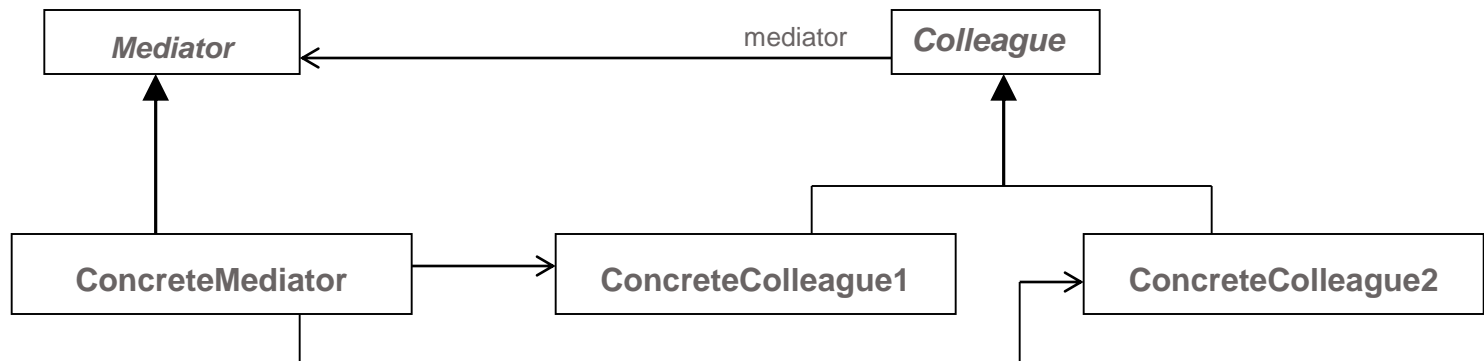 Mediator
mediator
Colleague
ConcreteMediator
ConcreteColleague1
ConcreteColleague2